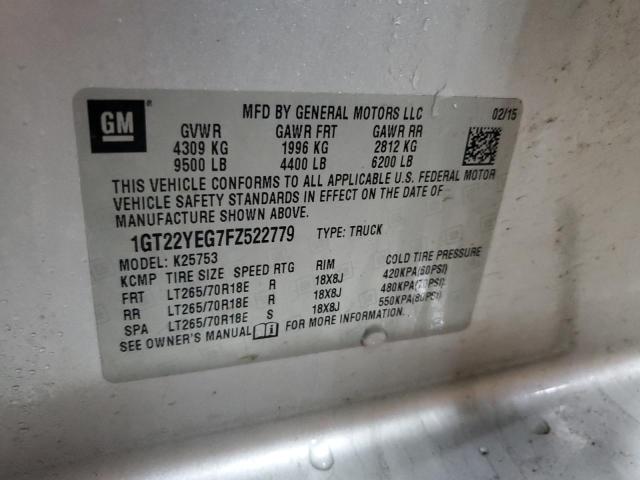 GM
MFD BY GENERAL MOTORS LLC 02/15
GVWR GAWR FRT GAWR RR
4309 KG 1996 KG 2812 KG
9500 LB 4400 LB 6200 LB
THIS VEHICLE CONFORMS TO ALL APPLICABLE U.S. FEDERAL MOTOR
VEHICLE SAFETY STANDARDS IN EFFECT ON THE DATE OF
MANUFACTURE SHOWN ABOVE.
1GT22YEG7FZ522779 TYPE: TRUCK
MODEL: K25753
KCMP TIRE SIZE SPEED RTG RIM COLD TIRE PRESSURE
FRT LT265/70R18E R 18X8J 420KPA(60PSI)
RR LT265/70R18E R 18X8J 480KPA(70PSI)
SPA LT265/70R18E S 18X8J 550KPA(80PSI)
SEE OWNER'S MANUAL FOR MORE INFORMATION.